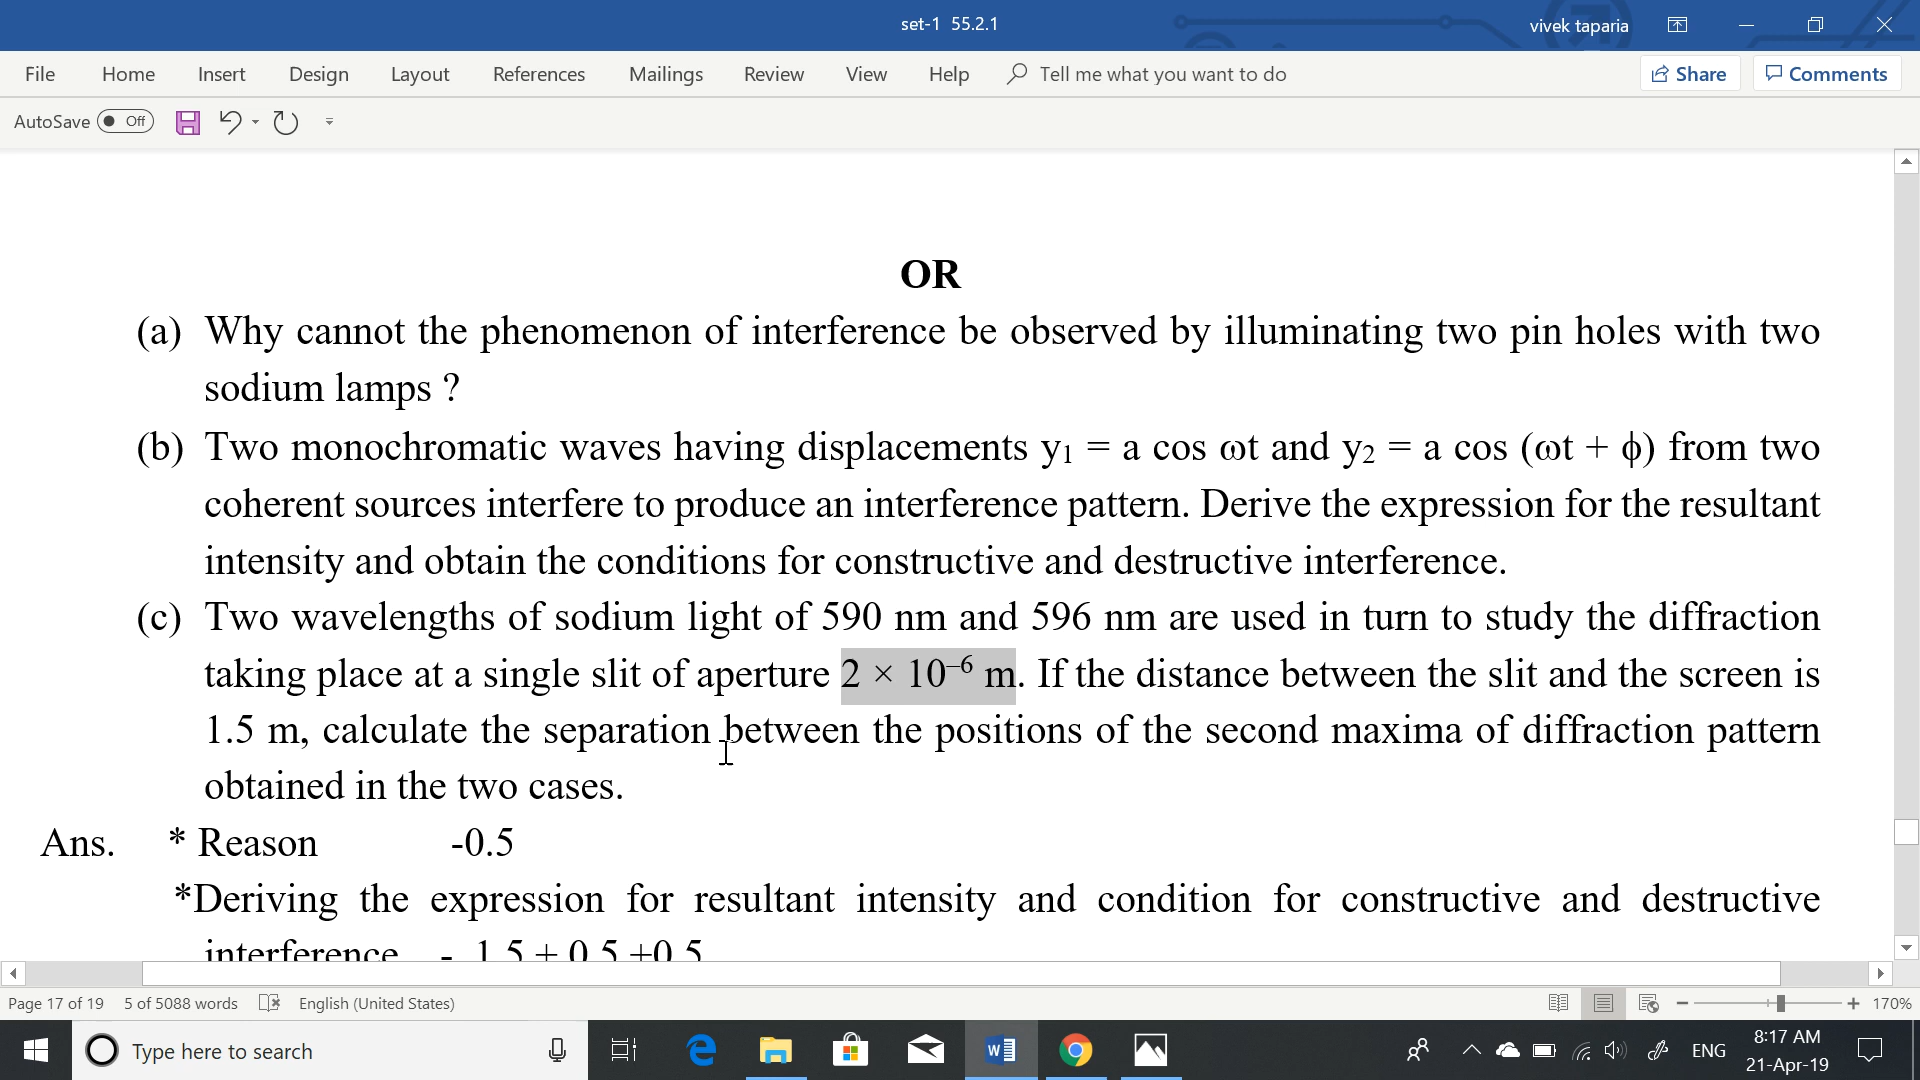 set-1 55.2.1
vivek taparia
File Home Insert Design Layout References Mailings Review View Help Tell me what you want to do Share Comments
AutoSave Off
OR
(a) Why cannot the phenomenon of interference be observed by illuminating two pin holes with two
sodium lamps ?
(b) Two monochromatic waves having displacements y₁ = a cos ωt and y₂ = a cos (ωt + ϕ) from two
coherent sources interfere to produce an interference pattern. Derive the expression for the resultant
intensity and obtain the conditions for constructive and destructive interference.
(c) Two wavelengths of sodium light of 590 nm and 596 nm are used in turn to study the diffraction
taking place at a single slit of aperture 2 × 10⁻⁶ m. If the distance between the slit and the screen is
1.5 m, calculate the separation between the positions of the second maxima of diffraction pattern
obtained in the two cases.
Ans. * Reason -0.5
*Deriving the expression for resultant intensity and condition for constructive and destructive
interference - 1.5 + 0.5 +0.5
Page 17 of 19 5 of 5088 words English (United States) 170%
Type here to search
ENG
8:17 AM
21-Apr-19